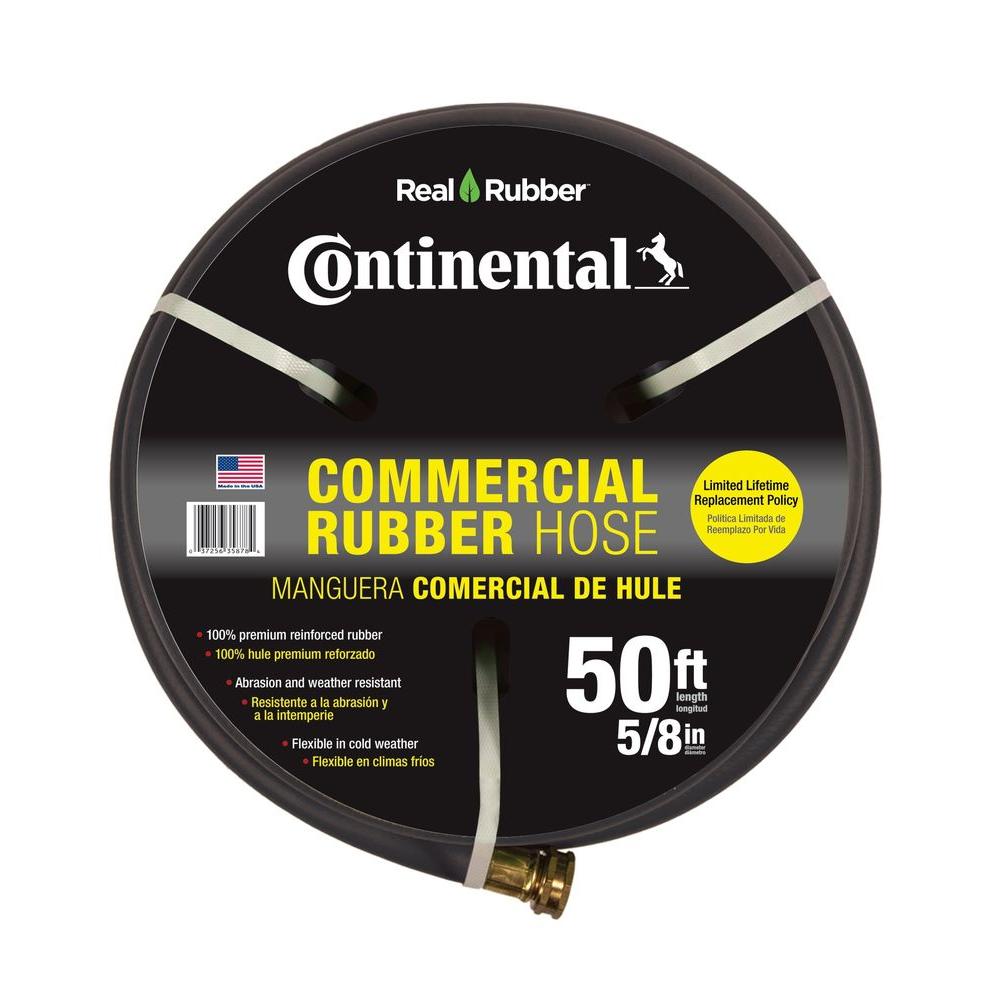 Real Rubber™
Continental
Made in the USA
0 37256 35878 4
COMMERCIAL
RUBBER HOSE
MANGUERA COMERCIAL DE HULE
Limited Lifetime
Replacement Policy
Política Limitada de
Reemplazo Por Vida
• 100% premium reinforced rubber
• 100% hule premium reforzado
• Abrasion and weather resistant
• Resistente a la abrasión y
a la intemperie
• Flexible in cold weather
• Flexible en climas fríos
50ft
length
longitud
5/8in
diameter
diámetro